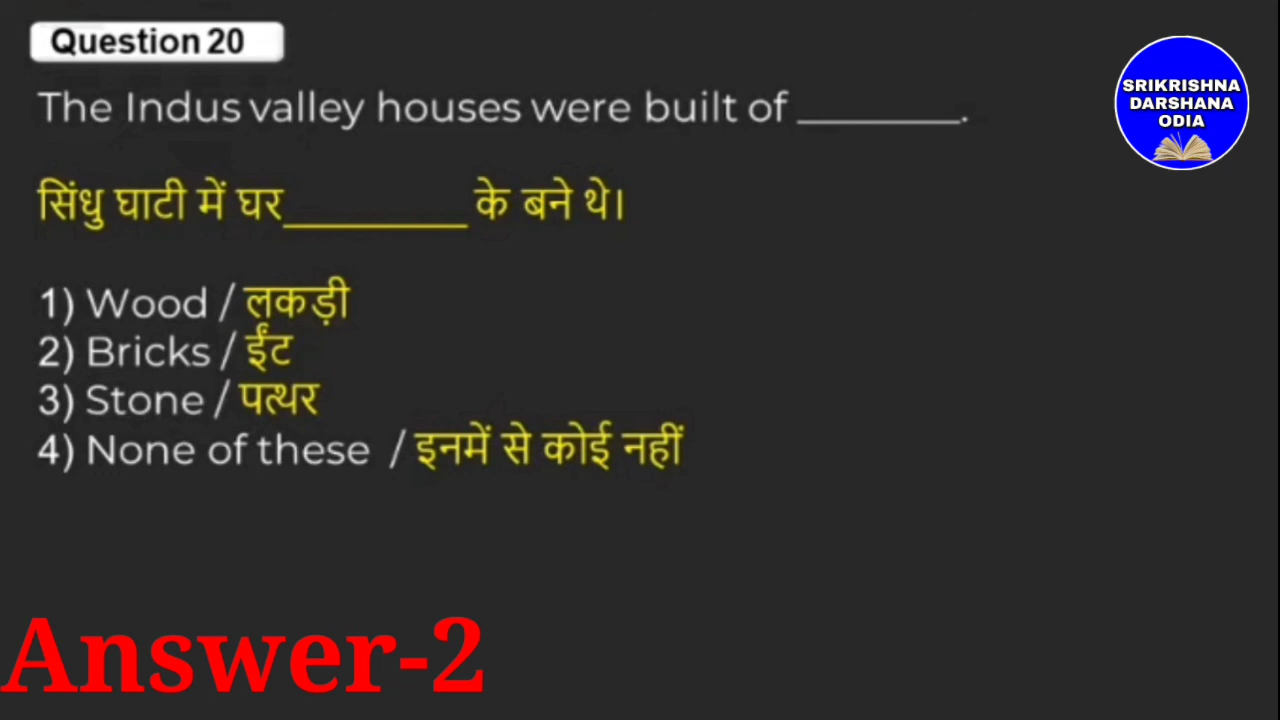 Question 20
SRIKRISHNA
DARSHANA
ODIA
The Indus valley houses were built of ________.
सिंधु घाटी में घर_________ के बने थे।
1) Wood / लकड़ी
2) Bricks / ईंट
3) Stone / पत्थर
4) None of these / इनमें से कोई नहीं
Answer-2